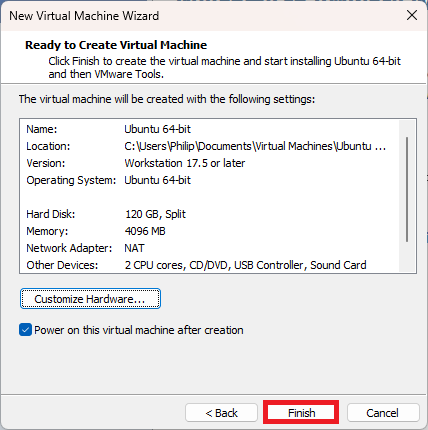 New Virtual Machine Wizard
Ready to Create Virtual Machine
Click Finish to create the virtual machine and start installing Ubuntu 64-bit
and then VMware Tools.
The virtual machine will be created with the following settings:
Name: Ubuntu 64-bit
Location: C:\Users\Philip\Documents\Virtual Machines\Ubuntu ...
Version: Workstation 17.5 or later
Operating System: Ubuntu 64-bit
Hard Disk: 120 GB, Split
Memory: 4096 MB
Network Adapter: NAT
Other Devices: 2 CPU cores, CD/DVD, USB Controller, Sound Card
Customize Hardware...
Power on this virtual machine after creation
< Back Finish Cancel